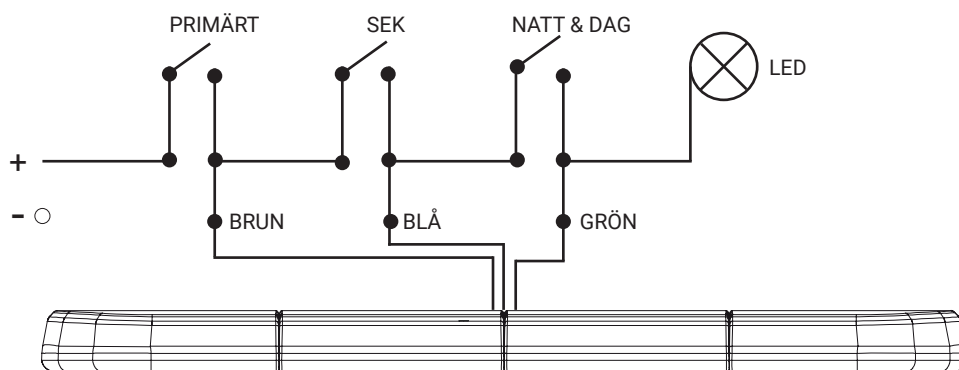 PRIMÄRT
SEK
NATT & DAG
LED
+
-
BRUN
BLÅ
GRÖN